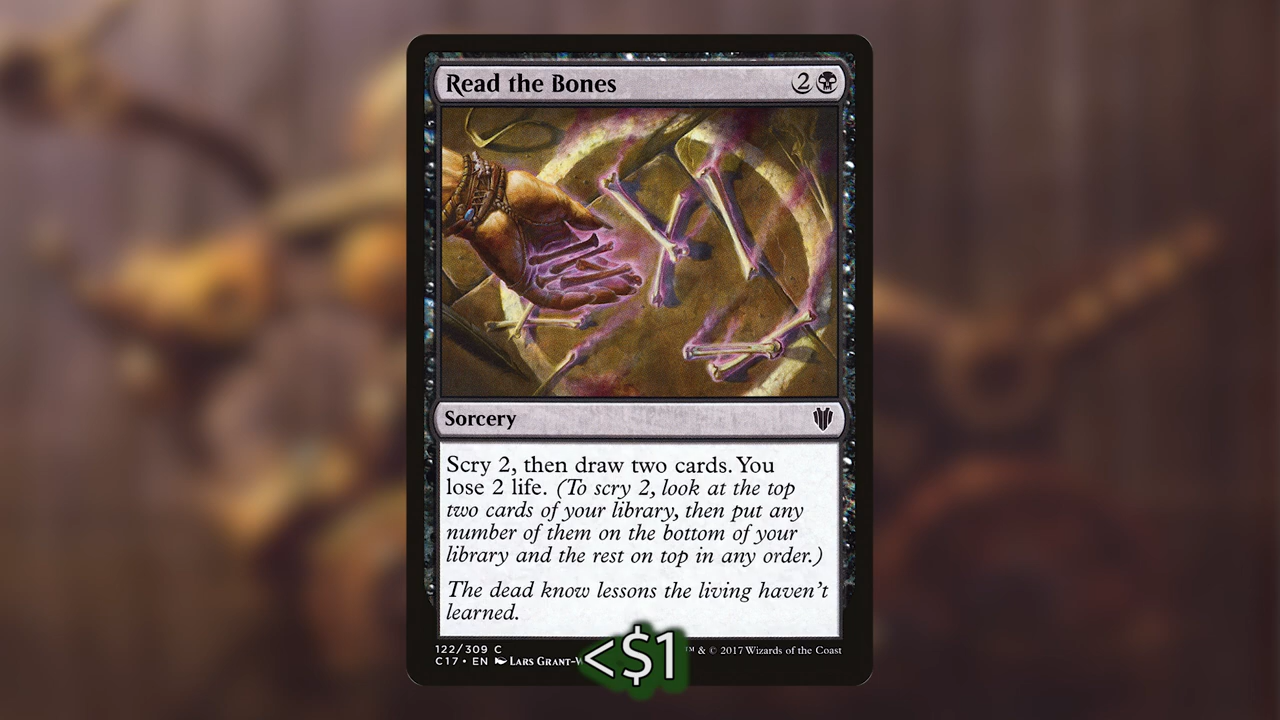 Read the Bones
2
Sorcery
Scry 2, then draw two cards. You
lose 2 life. (To scry 2, look at the top
two cards of your library, then put any
number of them on the bottom of your
library and the rest on top in any order.)
The dead know lessons the living haven't
learned.
122/309 C
™ & © 2017 Wizards of the Coast
C17 • EN Lars Grant-W
<$1